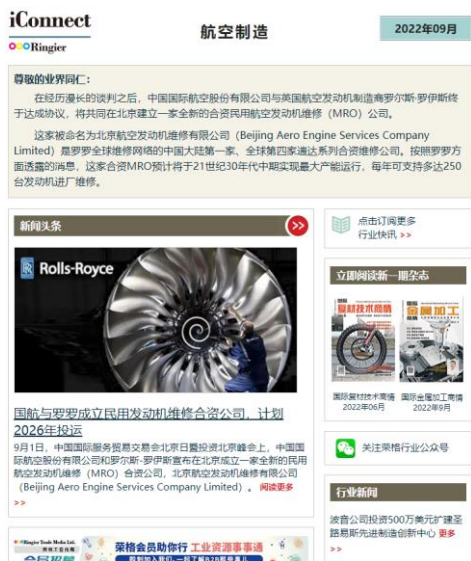 iConnect
Ringier
航空制造
2022年09月
尊敬的业界同仁：
在经历漫长的谈判之后，中国国际航空股份有限公司与英国航空发动机制造商罗尔斯·罗伊斯终
于达成协议，将共同在北京建立一家全新的合资民用航空发动机维修（MRO）公司。
这家被命名为北京航空发动机维修有限公司（Beijing Aero Engine Services Company
Limited）是罗罗全球维修网络的中国大陆第一家、全球第四家遄达系列合资维修公司。按照罗罗方
面透露的消息，这家合资MRO预计将于21世纪30年代中期实现最大产能运行，每年可支持多达250
台发动机进厂维修。
新闻头条
>>
Rolls-Royce
国航与罗罗成立民用发动机维修合资公司，计划
2026年投运
9月1日，中国国际服务贸易交易会北京日暨投资北京峰会上，中国国
际航空股份有限公司和罗尔斯·罗伊斯宣布在北京成立一家全新的民用
航空发动机维修（MRO）合资公司，北京航空发动机维修有限公司
（Beijing Aero Engine Services Company Limited）。 阅读更多
>>
Ringier Trade Media Ltd.
荣格会员助你行 工业资源事事通
点击订阅更多
行业快讯 >>
立即阅读新一期杂志
复材技术商情
金属加工
国际复材技术商情
2022年06月
国际金属加工商情
2022年9月
关注荣格行业公众号
行业新闻
波音公司投资500万美元扩建圣
路易斯先进制造创新中心 更多
>>